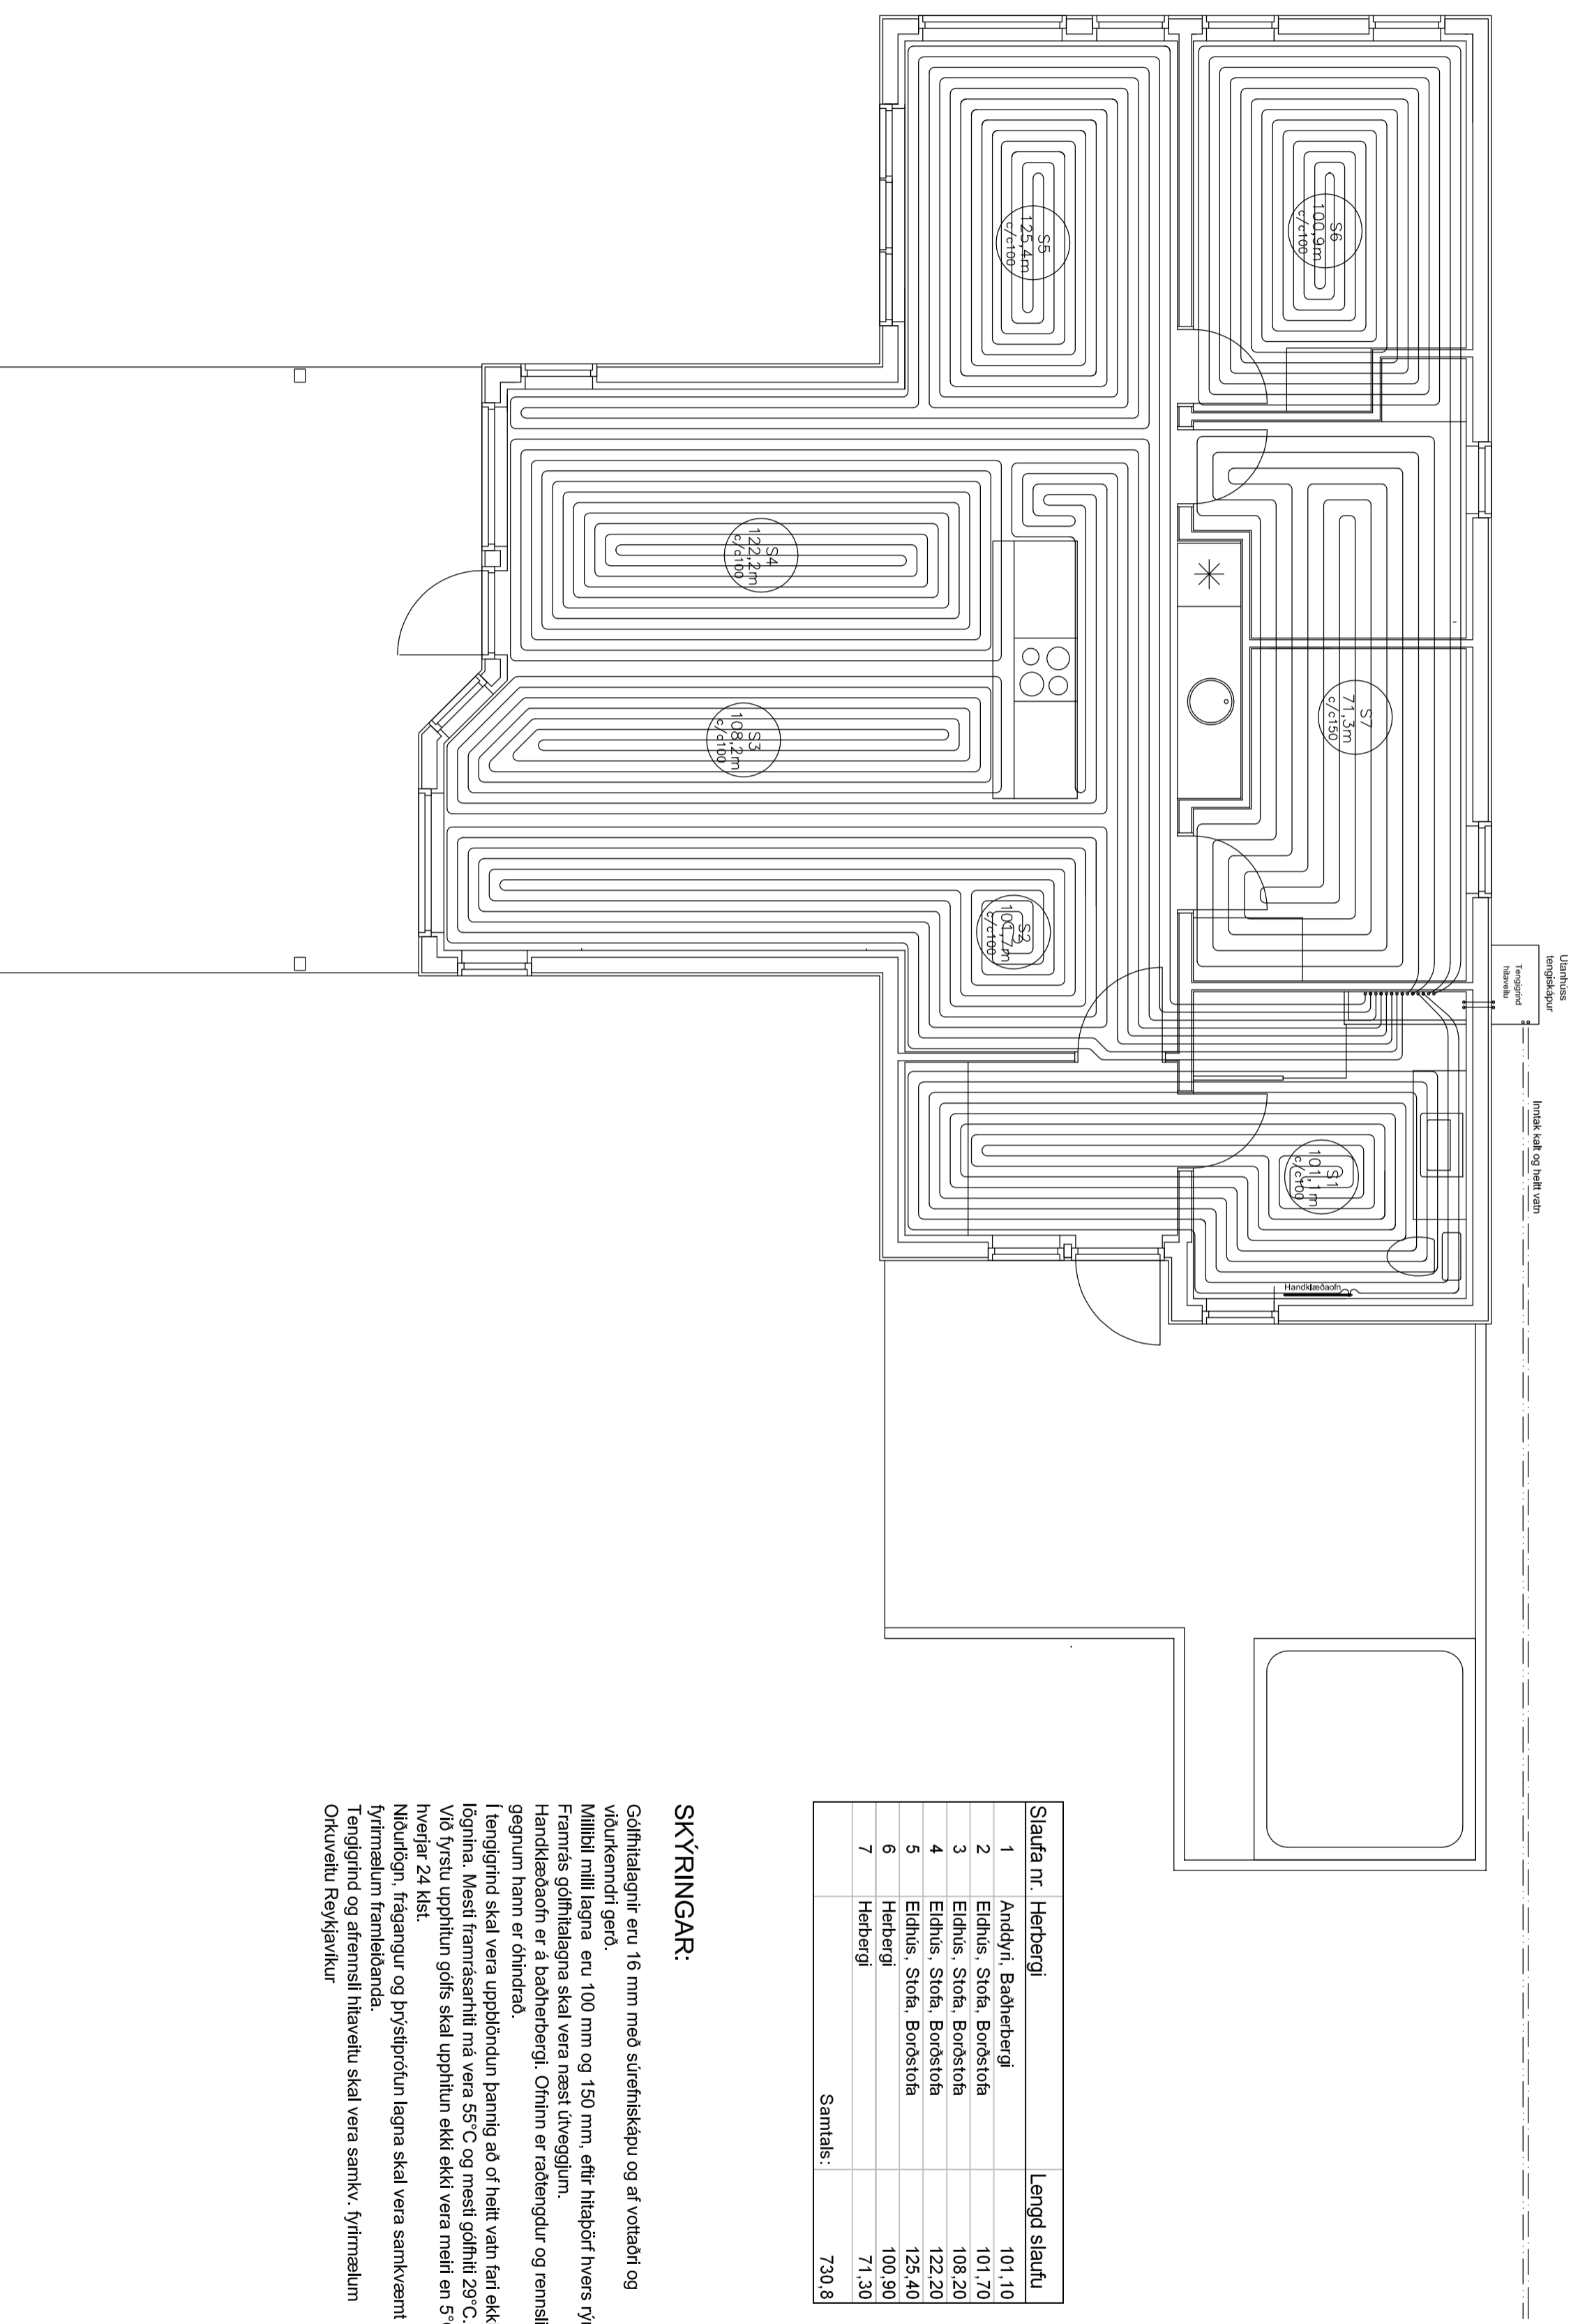 Utanhúss
tengiskápur
Tengigrind
hitaveitu
Inntak kalt og heitt vatn
S6
100,9m
c/c100
S5
125,4m
c/c100
S7
71,3m
c/c150
S4
122,2m
c/c100
S3
108,2m
c/c100
S2
101,7m
c/c100
S1
101,1m
c/c100
Handklæðaofn
Slaufa nr. Herbergi Lengd slaufu
1 Anddyri, Baðherbergi 101,10
2 Eldhús, Stofa, Borðstofa 101,70
3 Eldhús, Stofa, Borðstofa 108,20
4 Eldhús, Stofa, Borðstofa 122,20
5 Eldhús, Stofa, Borðstofa 125,40
6 Herbergi 100,90
7 Herbergi 71,30
Samtals: 730,8
SKÝRINGAR:
Gólfhitalagnir eru 16 mm með súrefniskápu og af vottaðri og
viðurkenndri gerð.
Millibil milli lagna eru 100 mm og 150 mm, eftir hitaþörf hvers
Framrás gólfhitalagna skal vera næst útveggjum.
Handklæðaofn er á baðherbergi. Ofninn er raðtengdur og rennsli
gegnum hann er óhindrað.
Í tengigrind skal vera uppblöndun þannig að of heitt vatn fari ekk
lögnina. Mesti framrásarhiti má vera 55°C og mesti gólfhiti 29°C.
Við fyrstu upphitun gólfs skal upphitun ekki ekki vera meiri en 5°
hverjar 24 klst.
Niðurlögn, frágangur og þrýstiprófun lagna skal vera samkvæmt
fyrirmælum framleiðanda.
Tengigrind og afrennsli hitaveitu skal vera samkv. fyrirmælum
Orkuveitu Reykjavíkur